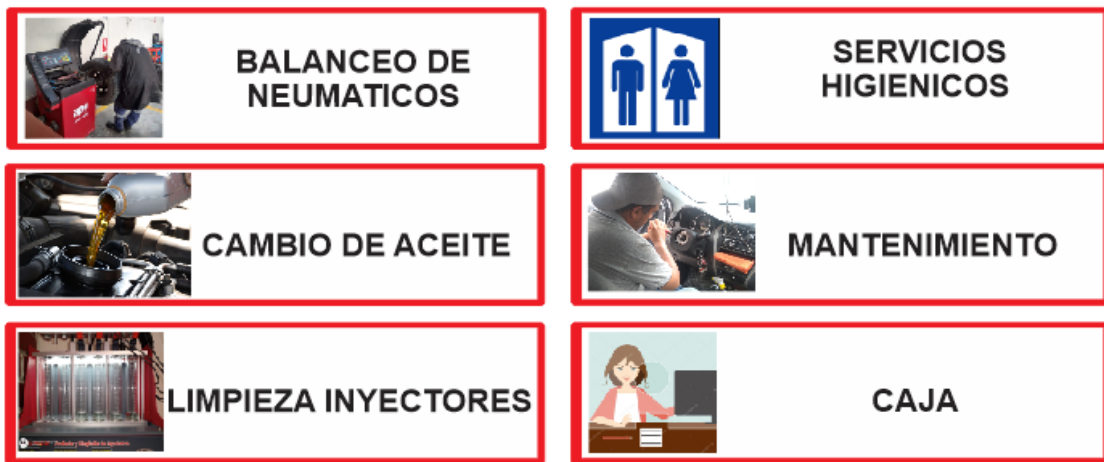 BALANCEO DE
NEUMATICOS
SERVICIOS
HIGIENICOS
CAMBIO DE ACEITE
MANTENIMIENTO
LIMPIEZA INYECTORES
CAJA